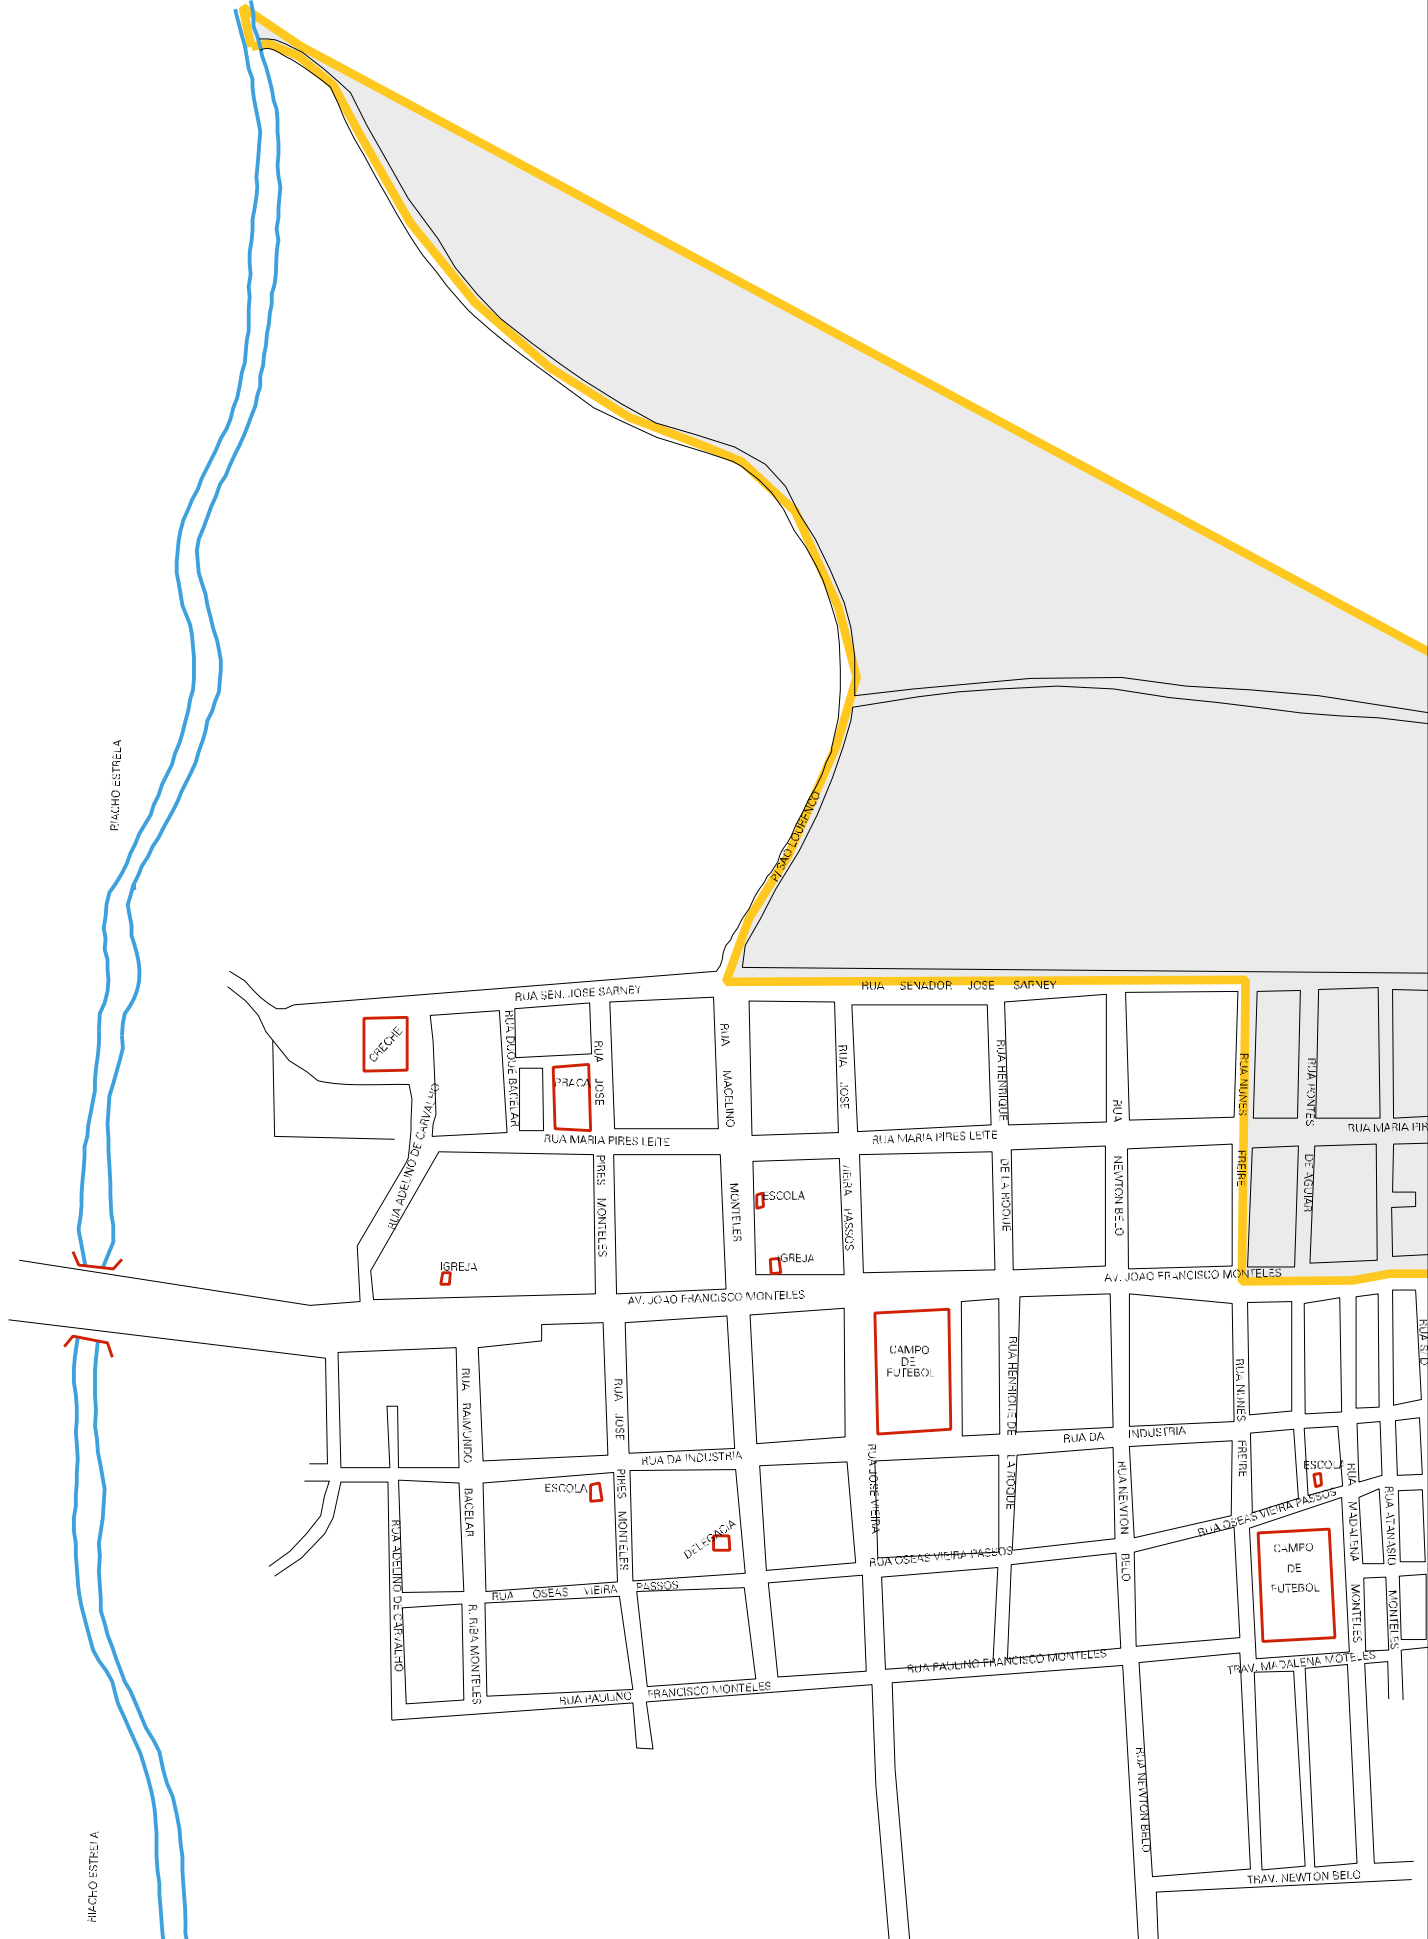 RIACHO ESTRELA
P/ SAO LOURENCO
RUA SEN. JOSE SARNEY
RUA SENADOR JOSE SARNEY
CRECHE
RUA DUQUE BACELAR
PRACA
RUA JOSE
PIRES MONTELES
RUA MACELINO
MONTELES
RUA JOSE
VIEIRA PASSOS
RUA HENRIQUE
DE LA ROQUE
RUA
NEWTON BELO
RUA NUNES
FREIRE
RUA PONTES
DE AGUIAR
RUA MARIA PIRES LEITE
RUA MARIA PIRES LEITE
RUA MARIA PIR
RUA ADELINO DE CARVALHO
ESCOLA
IGREJA
IGREJA
AV. JOAO FRANCISCO MONTELES
AV. JOAO FRANCISCO MONTELES
CAMPO
DE
FUTEBOL
RUA RAIMUNDO
BACELAR
RUA JOSE
PIRES MONTELES
RUA HENRIQUE DE
LA ROQUE
RUA NUNES
FREIRE
RUA S/D
RUA DA INDUSTRIA
RUA DA INDUSTRIA
RUA JOSE VIEIRA
RUA NEWTON
BELO
ESCOLA
ESCOLA
RUA
MADALENA
MONTELES
RUA ATANASIO
MONTELES
DELEGACIA
RUA OSEAS VIEIRA PASSOS
RUA OSEAS VIEIRA PASSOS
RUA OSEAS VIEIRA PASSOS
CAMPO
DE
FUTEBOL
RUA ADELINO DE CARVALHO
R. RIBA MONTELES
RUA PAULINO FRANCISCO MONTELES
RUA PAULINO FRANCISCO MONTELES
TRAV. MADALENA MOTELES
RUA NEWTON BELO
TRAV. NEWTON BELO
RIACHO ESTRELA